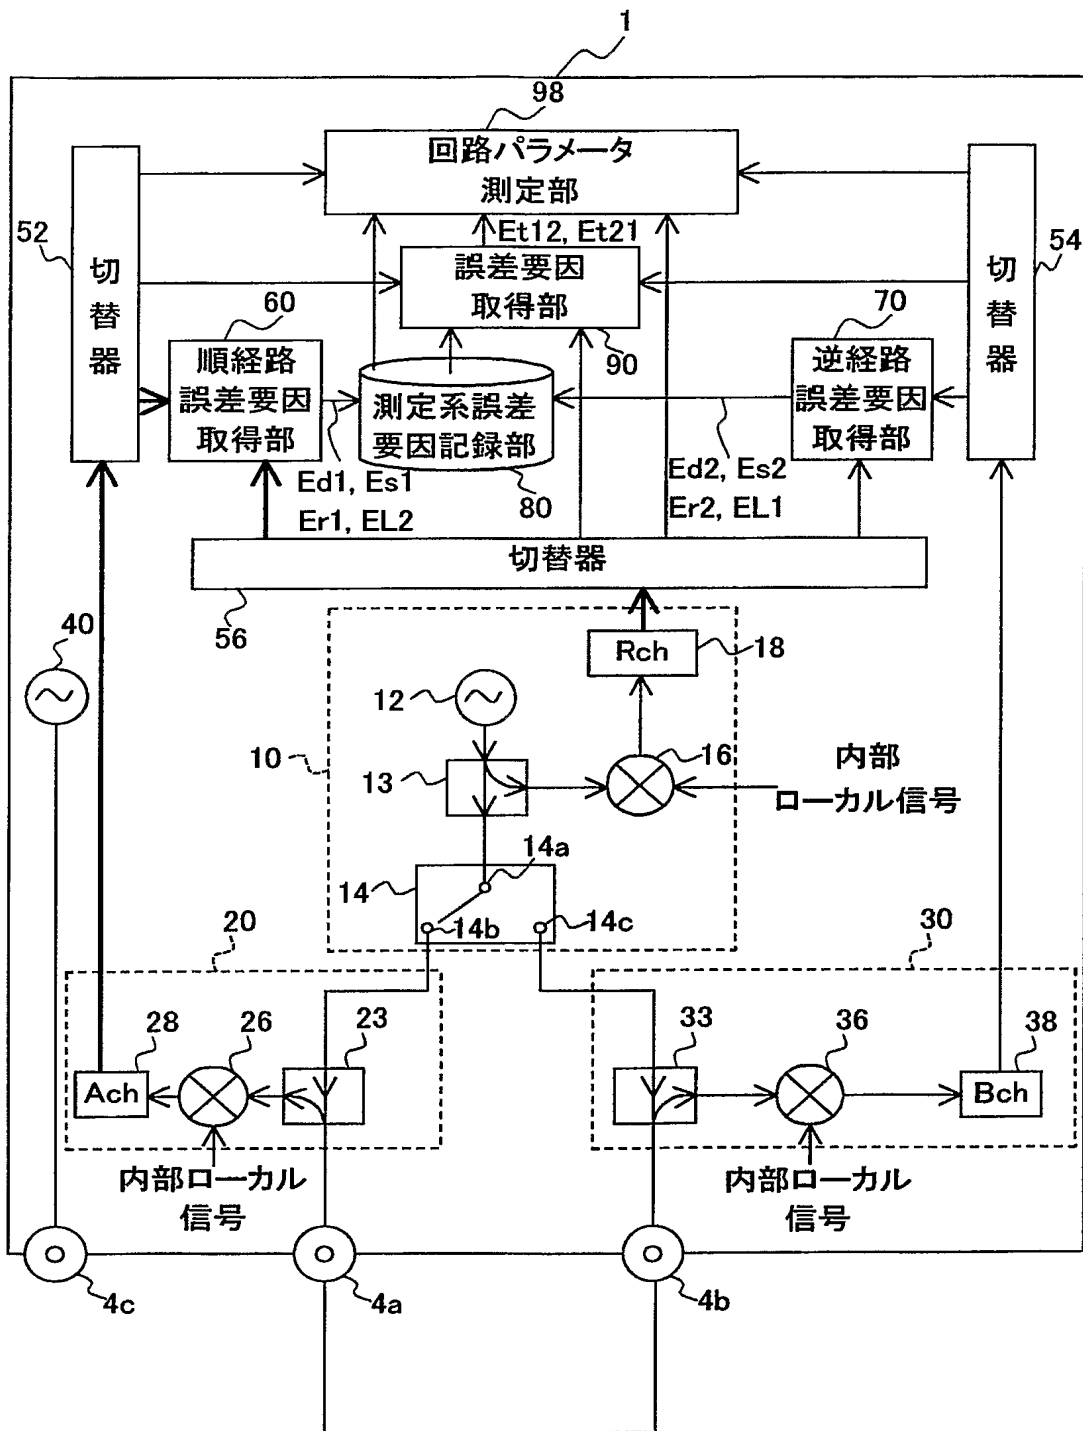 1
98
回路パラメータ
測定部
52
切
替
器
54
切
替
器
Et12, Et21
誤差要因
取得部
90
60
順経路
誤差要因
取得部
70
逆経路
誤差要因
取得部
測定系誤差
要因記録部
80
Ed1, Es1
Er1, EL2
Ed2, Es2
Er2, EL1
切替器
56
40
Rch
18
12
10
13
16
内部
ローカル信号
14
14a
14b
14c
20
30
28
26
23
Ach
33
36
38
Bch
内部ローカル
信号
内部ローカル
信号
4c
4a
4b